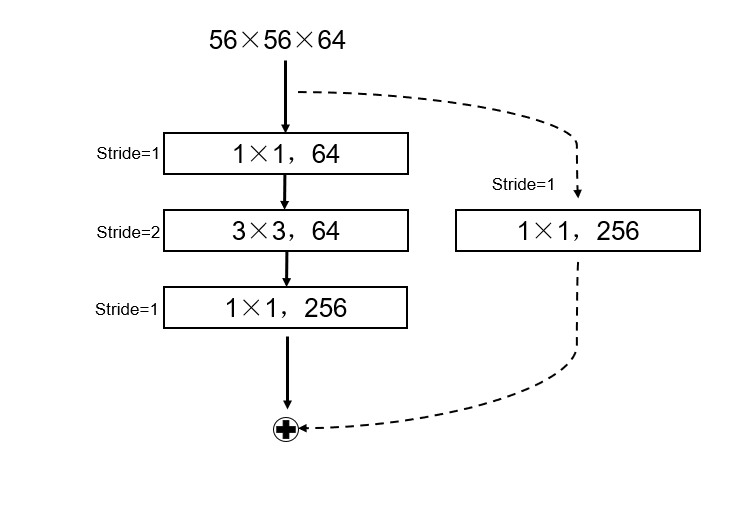 56×56×64
Stride=1
1×1，64
Stride=1
Stride=2
3×3，64
1×1，256
Stride=1
1×1，256